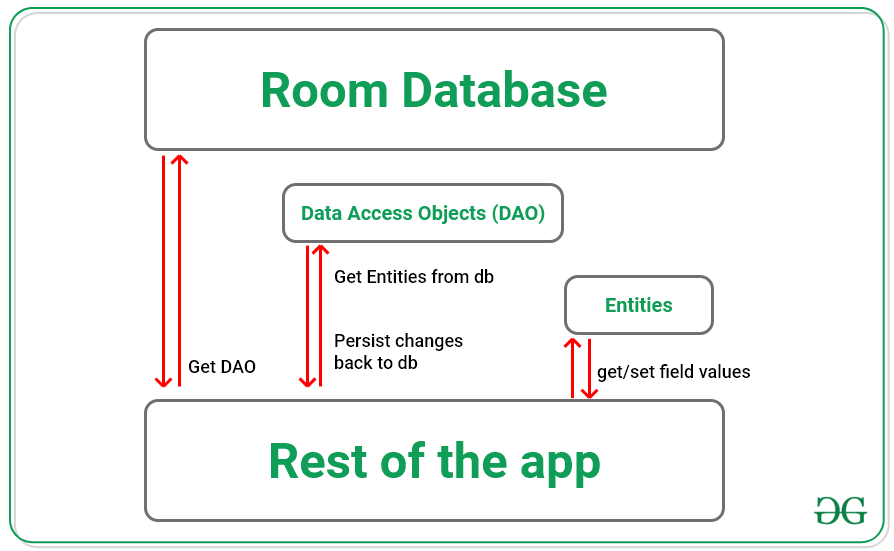 Room Database
Data Access Objects (DAO)
Get Entities from db
Entities
Persist changes
back to db
Get DAO
get/set field values
Rest of the app